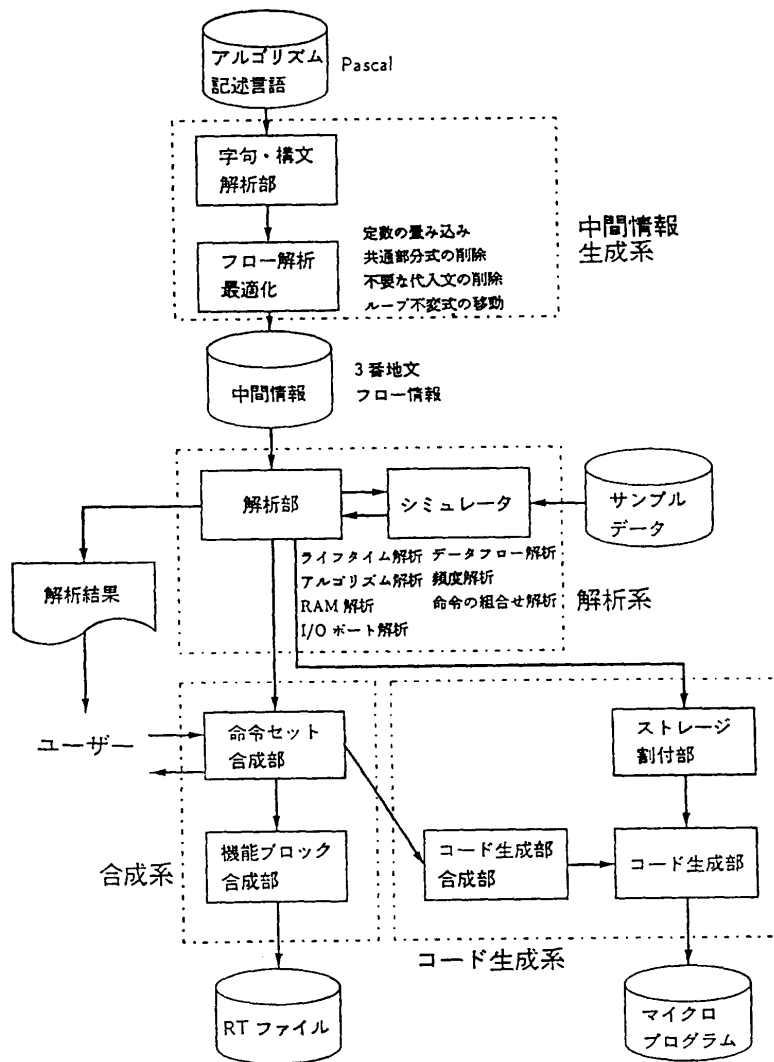 アルゴリズム
記述言語
Pascal
字句・構文
解析部
フロー解析
最適化
定数の畳み込み
共通部分式の削除
不要な代入文の削除
ループ不変式の移動
中間情報
生成系
中間情報
3番地文
フロー情報
解析部
シミュレータ
サンプル
データ
ライフタイム解析 データフロー解析
アルゴリズム解析 頻度解析
RAM 解析 命令の組合せ解析
I/O ポート解析
解析系
解析結果
ユーザー
命令セット
合成部
ストレージ
割付部
機能ブロック
合成部
合成系
コード生成部
合成部
コード生成部
コード生成系
RT ファイル
マイクロ
プログラム